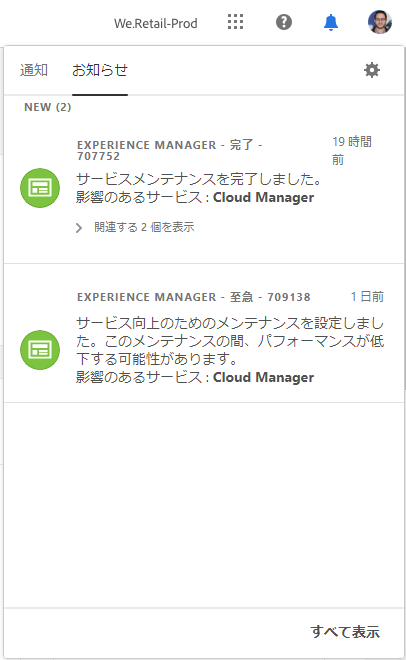 We.Retail-Prod
通知 お知らせ
NEW (2)
EXPERIENCE MANAGER - 完了 -
707752
19 時間
前
サービスメンテナンスを完了しました。
影響のあるサービス : Cloud Manager
開連する 2 個を表示
EXPERIENCE MANAGER - 至急 - 709138
1 日前
サービス向上のためのメンテナンスを設定しまし
た。このメンテナンスの間、パフォーマンスが低
下する可能性があります。
影響のあるサービス : Cloud Manager
すべて表示